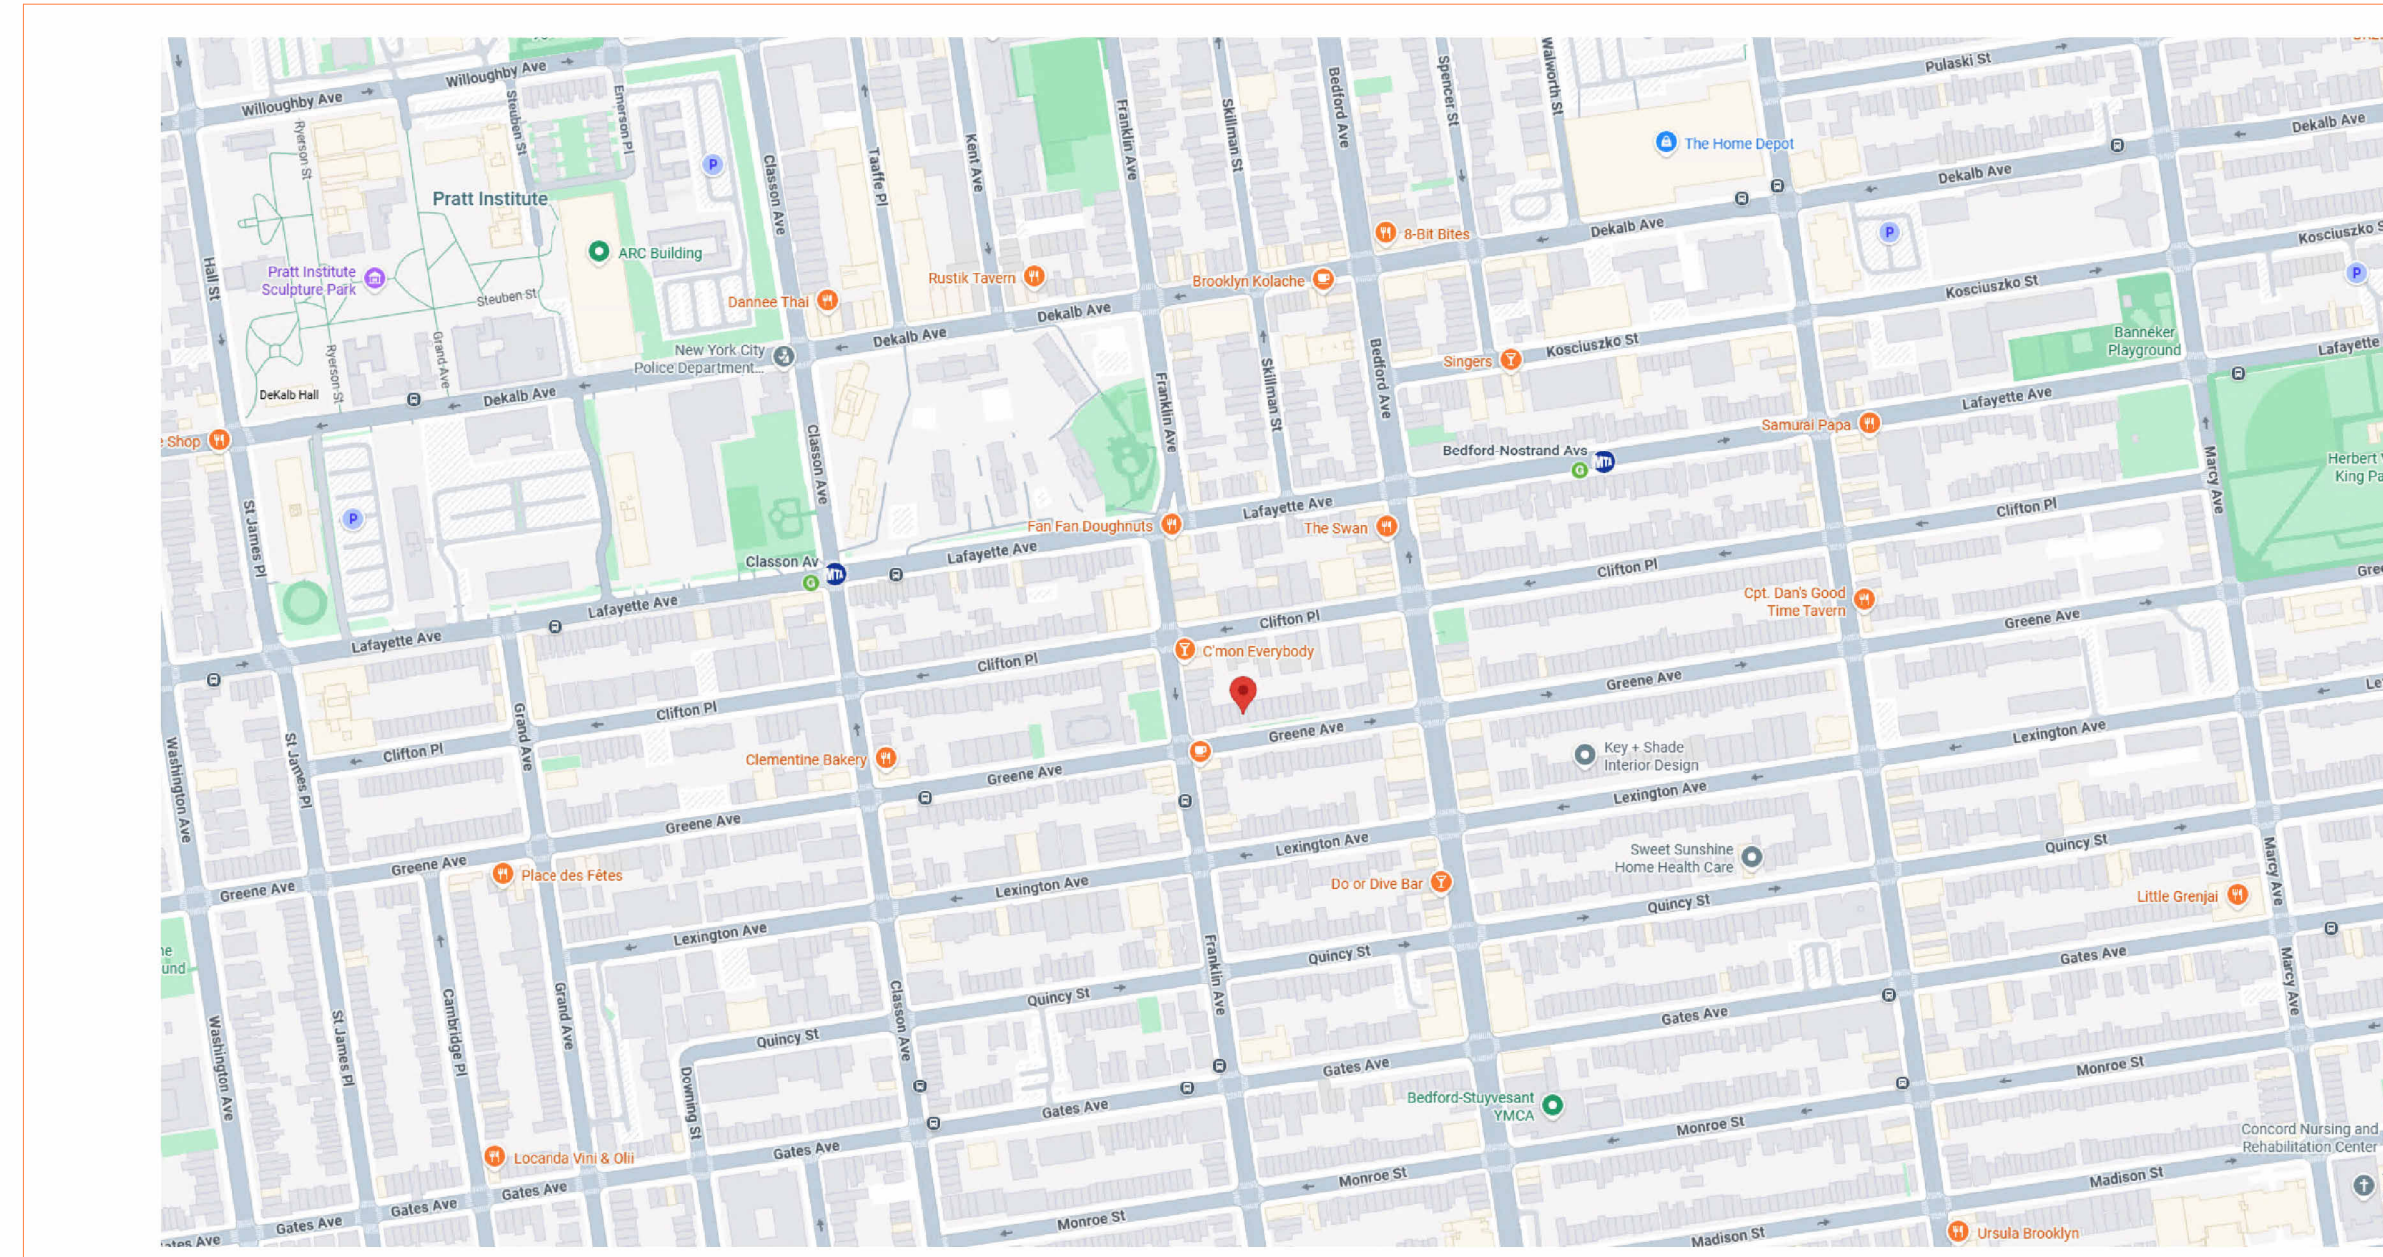 Willoughby Ave
Willoughby Ave
Pulaski St
Dekalb Ave
Ryerson St
Steuben St
Emerson Pl
Classon Ave
Taaffe Pl
Kent Ave
Franklin Ave
Skillman St
Bedford Ave
Spencer St
Walworth St
P
The Home Depot
Dekalb Ave
Pratt Institute
ARC Building
8-Bit Bites
Dekalb Ave
P
Kosciuszko S
Hall St
Pratt Institute
Sculpture Park
Steuben St
Rustik Tavern
Brooklyn Kolache
Kosciuszko St
P
Dannee Thai
Dekalb Ave
Dekalb Ave
Banneker
Playground
Lafayette
Ryerson St
Grand Ave
New York City
Police Department...
Singers
Kosciuszko St
DeKalb Hall
Dekalb Ave
Franklin Ave
Skillman St
Bedford Ave
Lafayette Ave
e Shop
Classon Ave
Bedford-Nostrand Avs
G
MTA
Samurai Papa
Marcy Ave
Herbert
King Pa
St James Pl
P
Fan Fan Doughnuts
Lafayette Ave
The Swan
Clifton Pl
Classon Av
G
MTA
Lafayette Ave
Clifton Pl
Gree
Lafayette Ave
Lafayette Ave
Clifton Pl
Cpt. Dan's Good
Time Tavern
Greene Ave
Clifton Pl
C'mon Everybody
Greene Ave
Le
Washington Ave
St James Pl
Grand Ave
Clifton Pl
Clifton Pl
Clementine Bakery
Greene Ave
Greene Ave
Key + Shade
Interior Design
Lexington Ave
Lexington Ave
Greene Ave
Greene Ave
Greene Ave
Place des Fêtes
Lexington Ave
Lexington Ave
Do or Dive Bar
Sweet Sunshine
Home Health Care
Quincy St
Marcy Ave
Little Grenjai
Quincy St
Lexington Ave
ne
und
Quincy St
Franklin Ave
Gates Ave
Marcy Ave
Washington Ave
St James Pl
Cambridge Pl
Grand Ave
Classon Ave
Quincy St
Quincy St
Gates Ave
Gates Ave
Monroe St
Downing St
Gates Ave
Bedford-Stuyvesant
YMCA
Monroe St
Concord Nursing and
Rehabilitation Center
Locanda Vini & Olii
Gates Ave
Gates Ave
Gates Ave
Gates Ave
ates Ave
Monroe St
Monroe St
Madison St
Madison St
Ursula Brooklyn